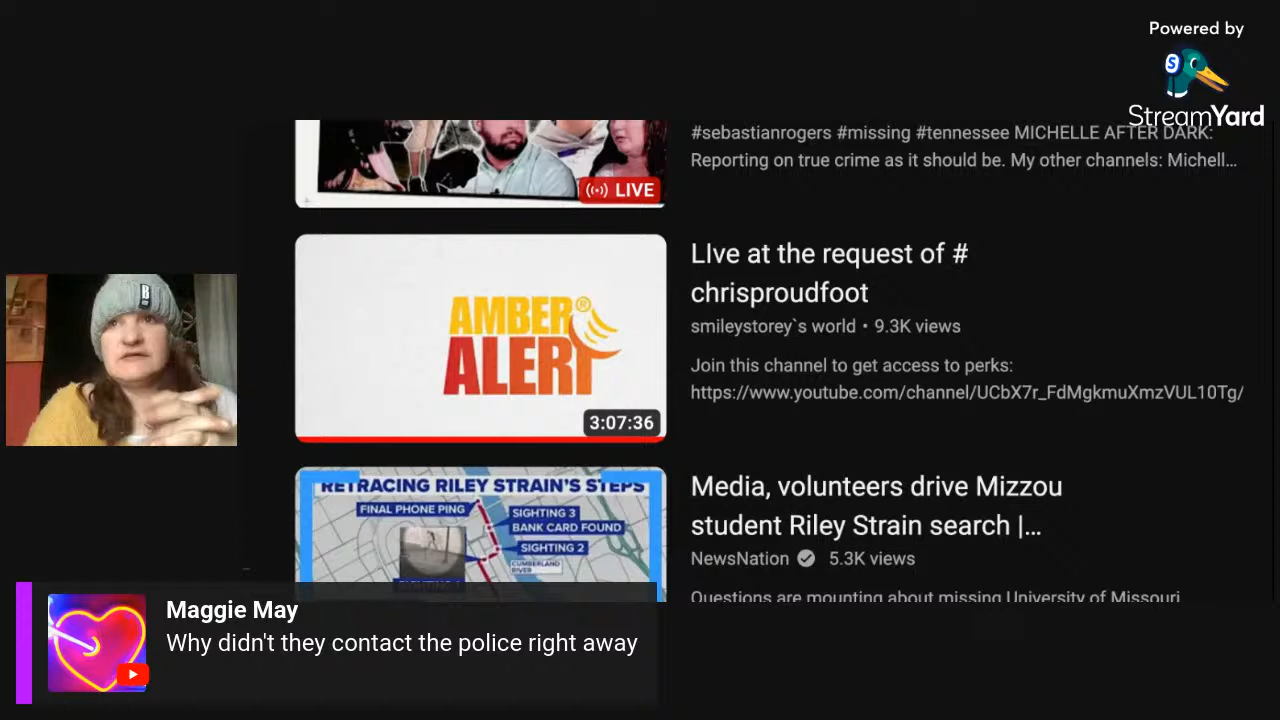 Powered by
StreamYard
#sebastianrogers #missing #tennessee MICHELLE AFTER DARK:
Reporting on true crime as it should be. My other channels: Michell...
LIVE
AMBER
ALERT
3:07:36
LIve at the request of #
chrisproudfoot
smileystorey`s world • 9.3K views
Join this channel to get access to perks:
https://www.youtube.com/channel/UCbX7r_FdMgkmuXmzVUL10Tg/
RETRACING RILEY STRAIN'S STEPS
FINAL PHONE PING
SIGHTING 3
BANK CARD FOUND
SIGHTING 2
CUMBERLAND
RIVER
Media, volunteers drive Mizzou
student Riley Strain search |...
NewsNation 5.3K views
Questions are mounting about missing University of Missouri
Maggie May
Why didn't they contact the police right away